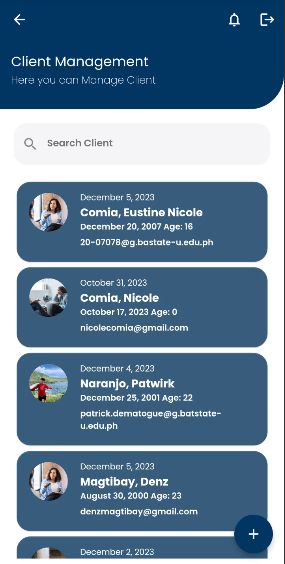 Client Management
Here you can Manage Client
Search Client
December 5, 2023
Comia, Eustine Nicole
December 20, 2007 Age: 16
20-07078@g.bastate-u.edu.ph
October 31, 2023
Comia, Nicole
October 17, 2023 Age: 0
nicolecomia@gmail.com
December 4, 2023
Naranjo, Patwirk
December 25, 2001 Age: 22
patrick.dematogue@g.batstate-
u.edu.ph
December 5, 2023
Magtibay, Denz
August 30, 2000 Age: 23
denzmagtibay@gmail.com
+
December 2, 2023